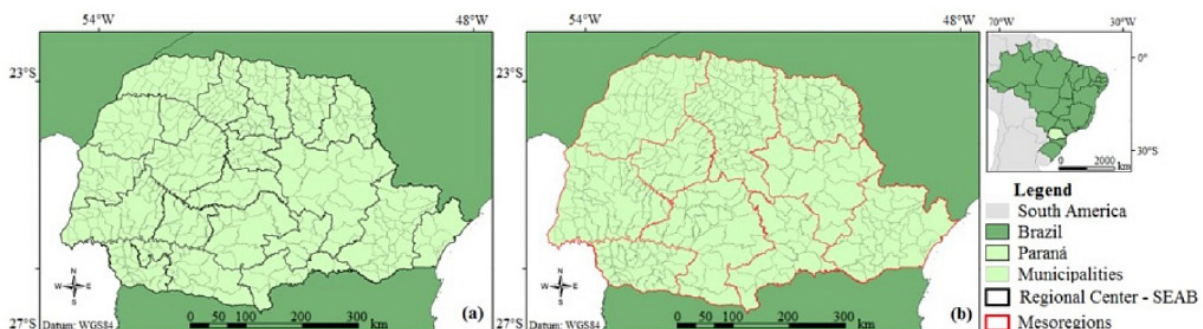 54°W
48°W
23°S
27°S
N
W E
S
Datum: WGS84
0 50 100 200 300
km
(a)
54°W
48°W
23°S
27°S
N
W E
S
Datum: WGS84
0 50 100 200 300
km
(b)
70°W
30°W
0°
30°S
0 2000
km
Legend
South America
Brazil
Paraná
Municipalities
Regional Center - SEAB
Mesoregions